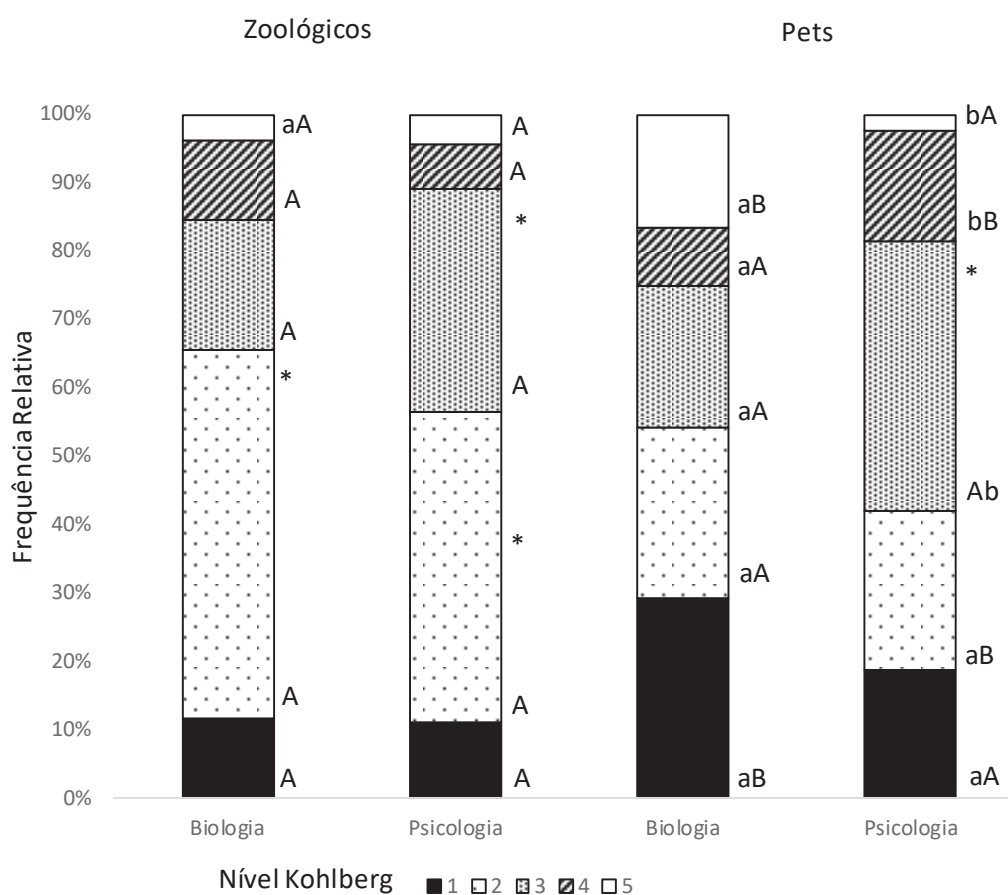 Zoológicos Pets
100% aA A bA
90% A A
aB bB
80% * aA *
70%
A
60% * A
aA
50%
Ab
40% *
30% aA
20% aB
A A
10%
A A aB aA
0%
Frequência Relativa
Biologia Psicologia Biologia Psicologia
Nível Kohlberg 1 2 3 4 5